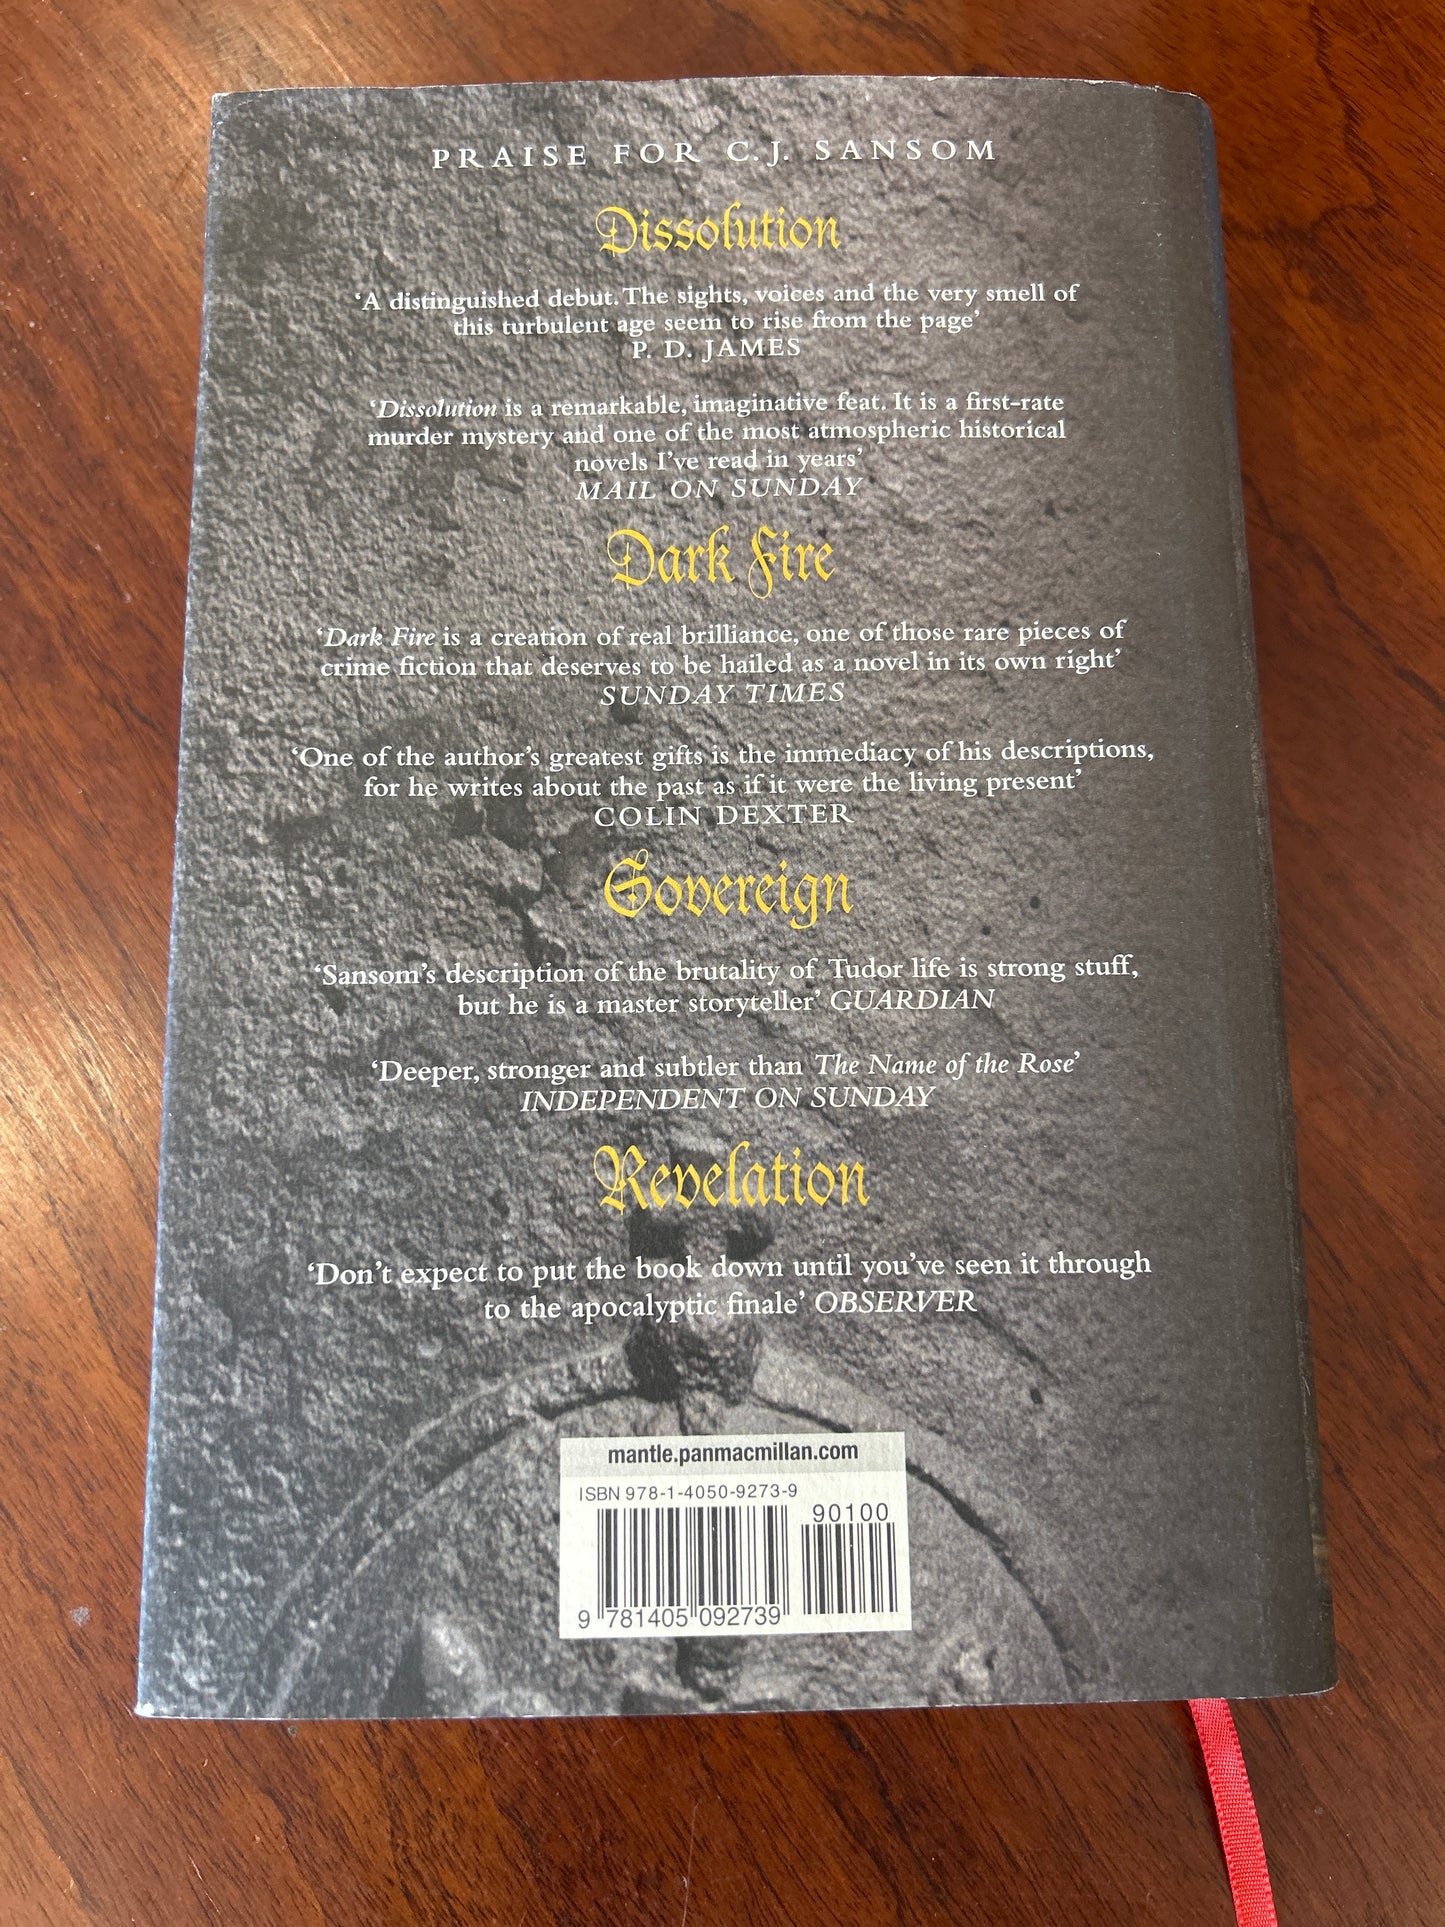 PRAISE FOR C.J. SANSOM
Dissolution
‘A distinguished debut. The sights, voices and the very smell of
this turbulent age seem to rise from the page’
P. D. JAMES
‘Dissolution is a remarkable, imaginative feat. It is a first-rate
murder mystery and one of the most atmospheric historical
novels I’ve read in years’
MAIL ON SUNDAY
Dark Fire
‘Dark Fire is a creation of real brilliance, one of those rare pieces of
crime fiction that deserves to be hailed as a novel in its own right’
SUNDAY TIMES
‘One of the author’s greatest gifts is the immediacy of his descriptions,
for he writes about the past as if it were the living present’
COLIN DEXTER
Sovereign
‘Sansom’s description of the brutality of Tudor life is strong stuff,
but he is a master storyteller’ GUARDIAN
‘Deeper, stronger and subtler than The Name of the Rose’
INDEPENDENT ON SUNDAY
Revelation
‘Don’t expect to put the book down until you’ve seen it through
to the apocalyptic finale’ OBSERVER
mantle.panmacmillan.com
ISBN 978-1-4050-9273-9
90100
9 781405 092739